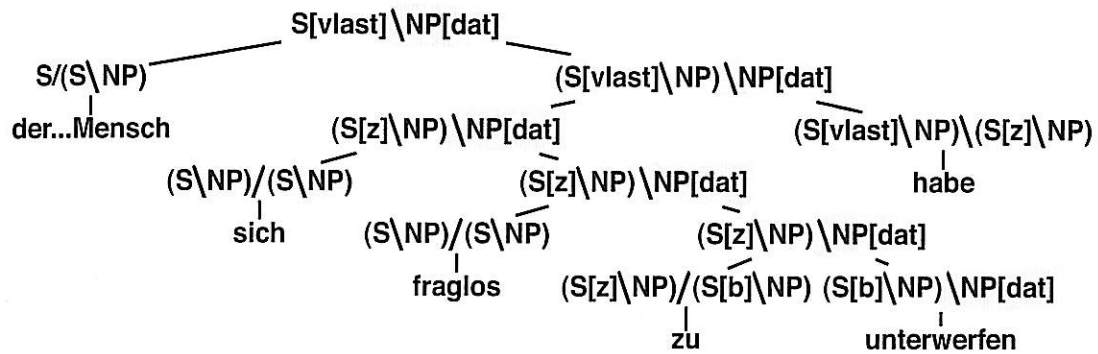 S[vlast]\NP[dat]
S/(S\NP) (S[vlast]\NP)\NP[dat]
der...Mensch (S[z]\NP)\NP[dat] (S[vlast]\NP)\(S[z]\NP)
(S\NP)/(S\NP) (S[z]\NP)\NP[dat] habe
sich (S\NP)/(S\NP) (S[z]\NP)\NP[dat]
fraglos (S[z]\NP)/(S[b]\NP) (S[b]\NP)\NP[dat]
zu unterwerfen